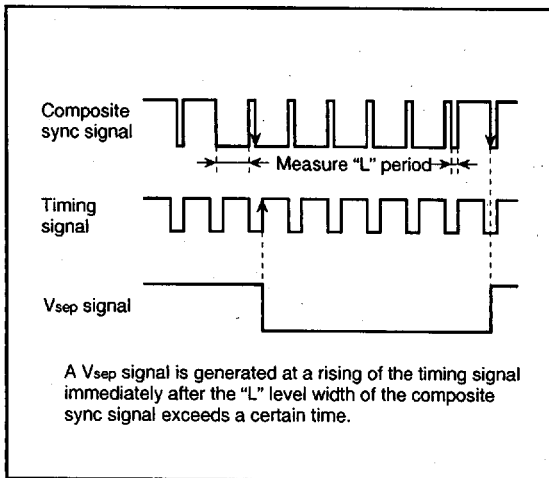 Composite
sync signal
Measure "L" period
Timing
signal
Vsep signal
A Vsep signal is generated at a rising of the timing signal
immediately after the "L" level width of the composite
sync signal exceeds a certain time.